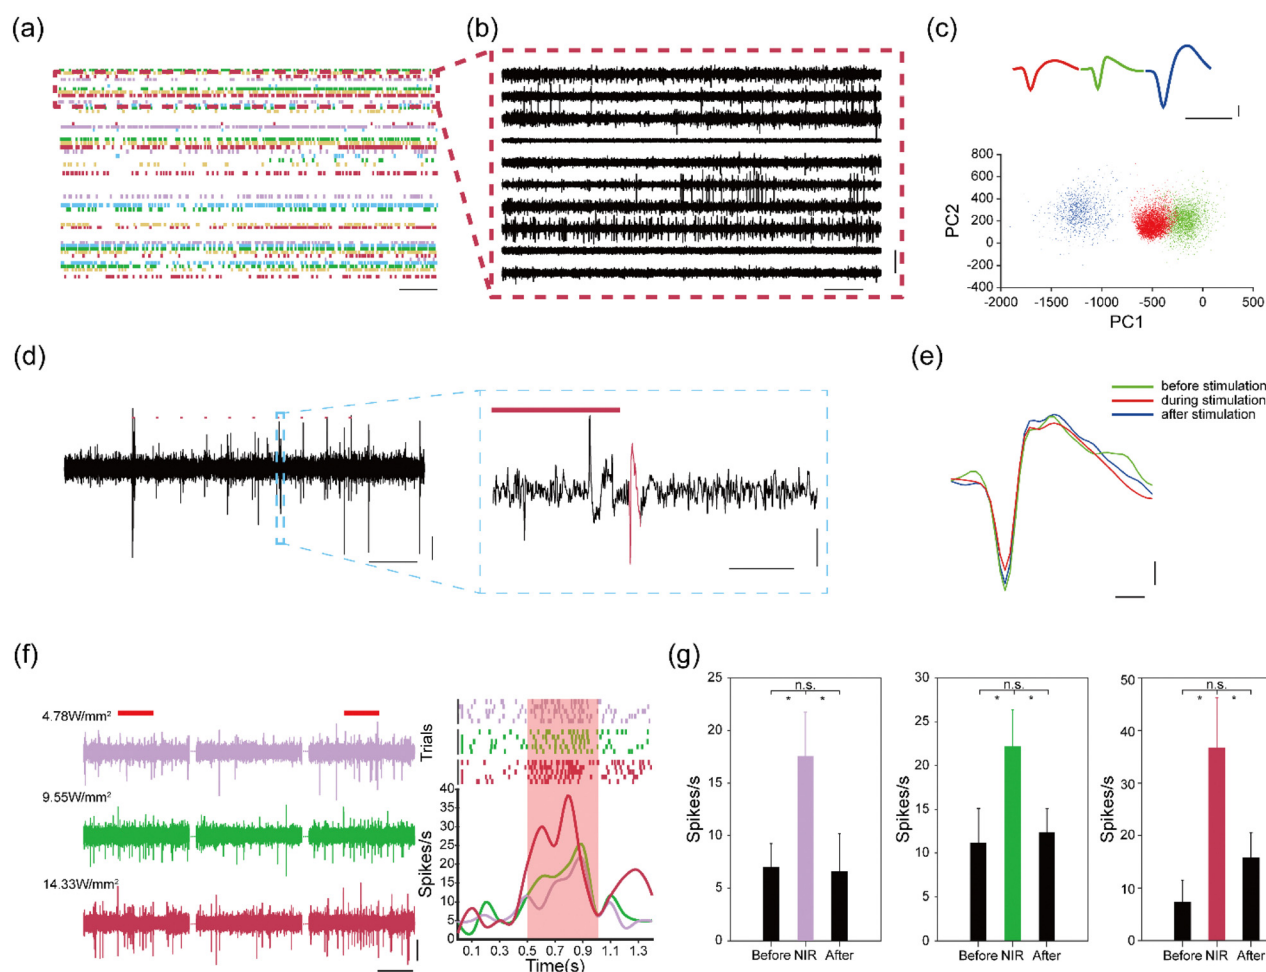 (a)
(b)
(c)
800
600
400
200
0
-200
-400
PC2
-2000
-1500
-1000
-500
0
500
PC1
(d)
(e)
before stimulation
during stimulation
after stimulation
(f)
4.78W/mm²
9.55W/mm²
14.33W/mm²
Trials
40
35
30
25
20
15
10
5
0
Spikes/s
0.1
0.3
0.5
0.7
0.9
1.1
1.3
Time(s)
(g)
25
20
15
10
5
0
Spikes/s
n.s.
* *
Before NIR After
30
25
20
15
10
5
0
Spikes/s
n.s.
* *
Before NIR After
50
40
30
20
10
0
Spikes/s
n.s.
* *
Before NIR After